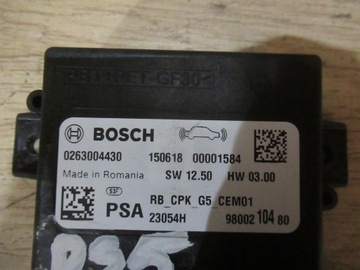 BOSCH
0263004430 150618 00001584
Made in Romania SW 12.50 HW 03.00
PSA RB_CPK_G5_CEM01
23054H 98002 104 80